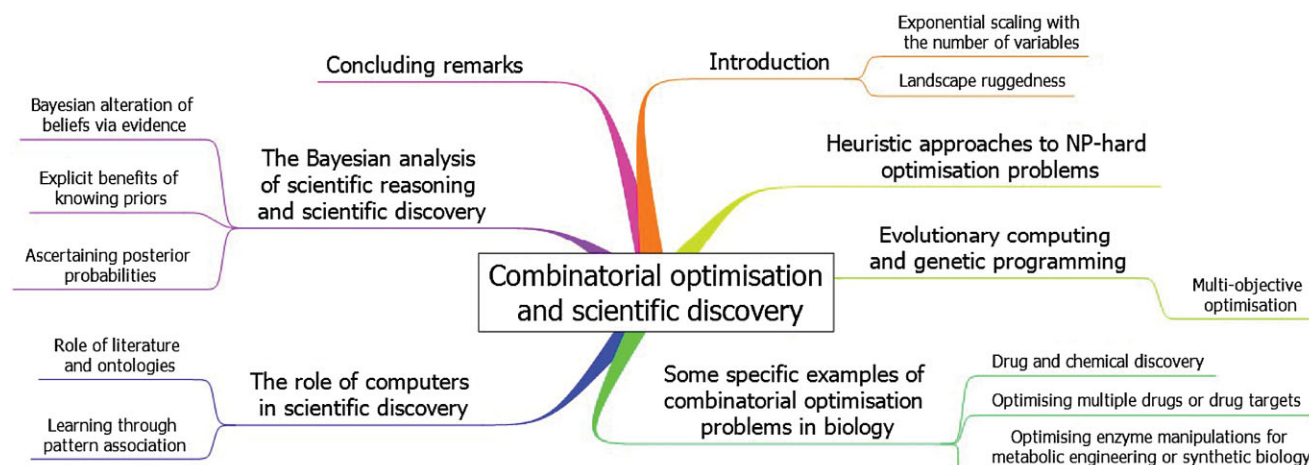 Concluding remarks
Introduction
Exponential scaling with
the number of variables
Landscape ruggedness
Bayesian alteration of
beliefs via evidence
Explicit benefits of
knowing priors
Ascertaining posterior
probabilities
The Bayesian analysis
of scientific reasoning
and scientific discovery
Heuristic approaches to NP-hard
optimisation problems
Evolutionary computing
and genetic programming
Multi-objective
optimisation
Combinatorial optimisation
and scientific discovery
Role of literature
and ontologies
Learning through
pattern association
The role of computers
in scientific discovery
Some specific examples of
combinatorial optimisation
problems in biology
Drug and chemical discovery
Optimising multiple drugs or drug targets
Optimising enzyme manipulations for
metabolic engineering or synthetic biology